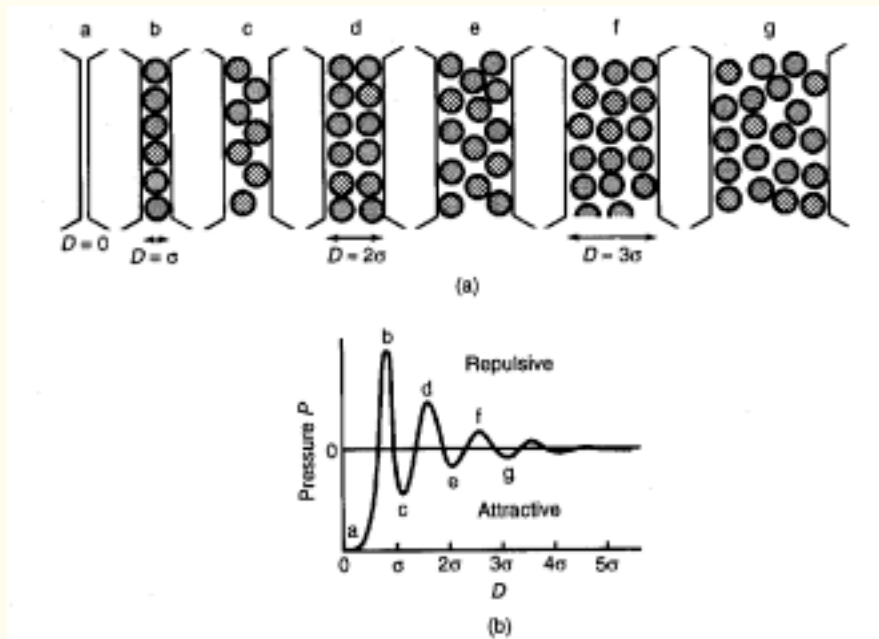 a b c d e f g
D = 0 D = σ D = 2σ D – 3σ
(a)
b
Repulsive
d
f
Pressure P
0
e g
c
Attractive
a
0 σ 2σ 3σ 4σ 5σ
D
(b)